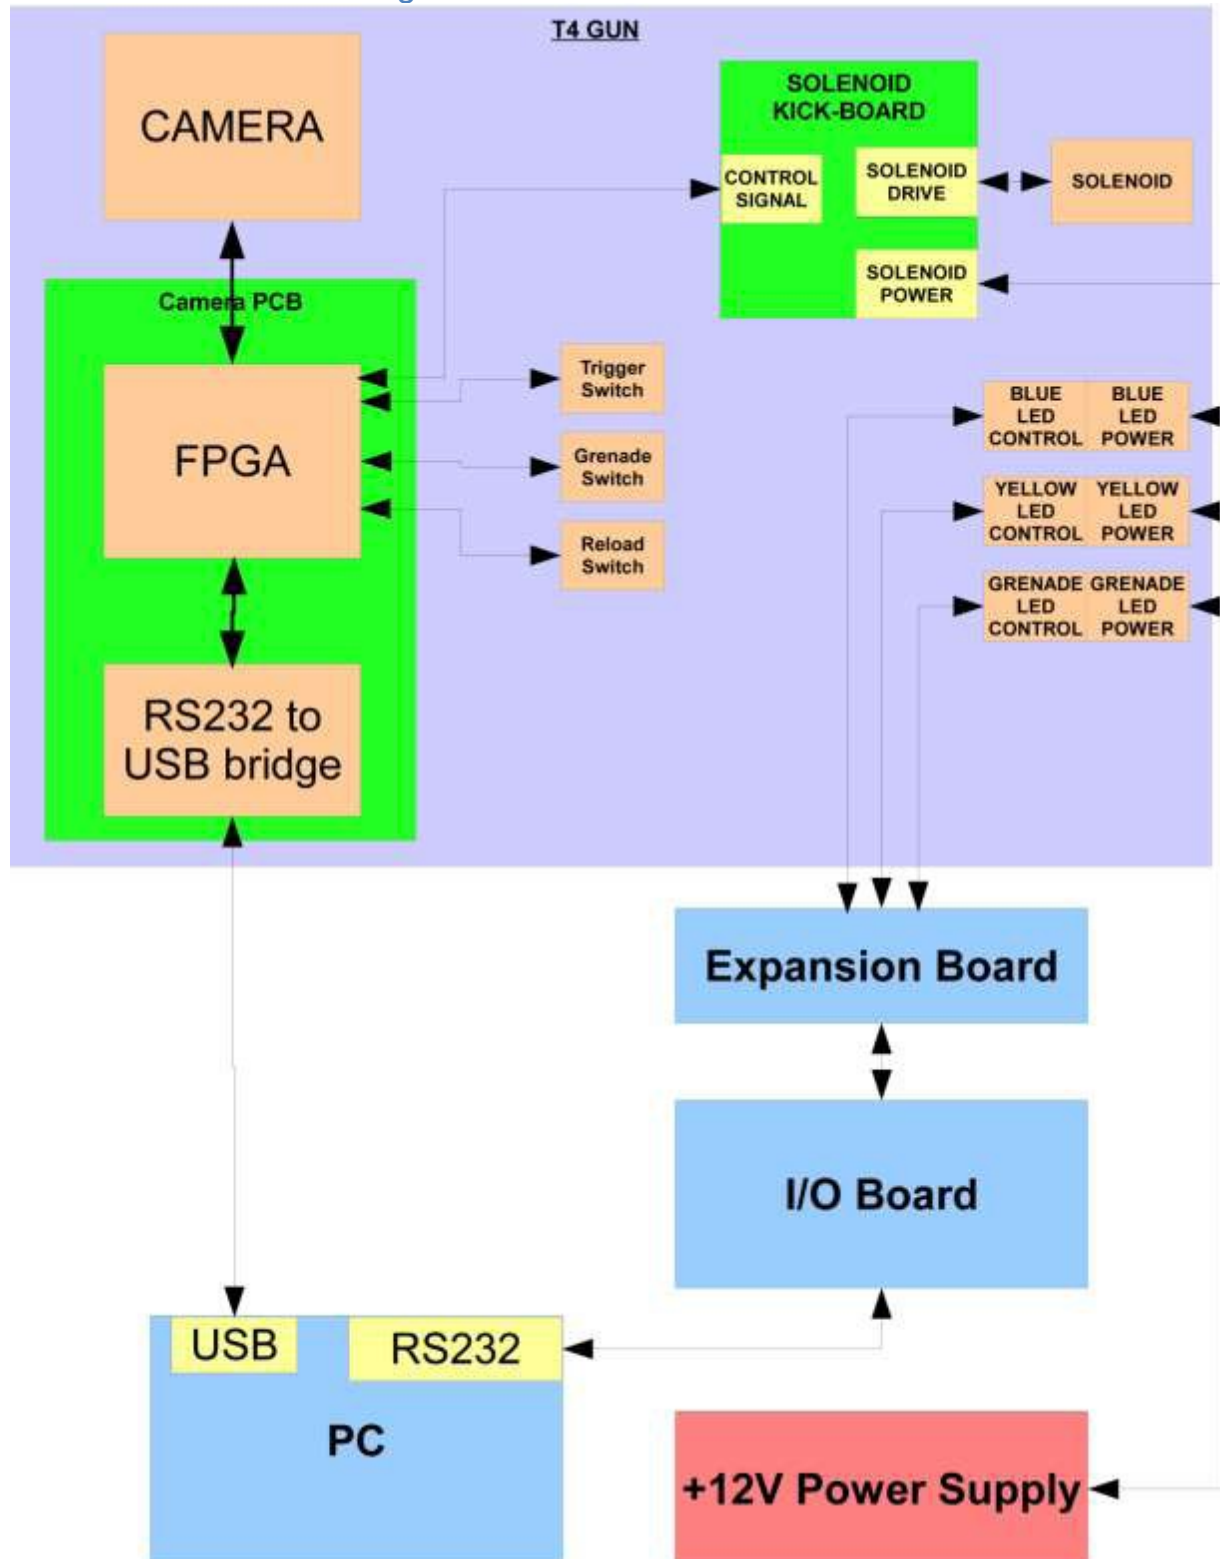 T4 GUN
CAMERA
SOLENOID
KICK-BOARD
CONTROL
SIGNAL
SOLENOID
DRIVE
SOLENOID
SOLENOID
POWER
Camera PCB
FPGA
Trigger
Switch
Grenade
Switch
Reload
Switch
BLUE
LED
CONTROL
BLUE
LED
POWER
YELLOW
LED
CONTROL
YELLOW
LED
POWER
GRENADE
LED
CONTROL
GRENADE
LED
POWER
RS232 to
USB bridge
Expansion Board
I/O Board
USB
RS232
PC
+12V Power Supply